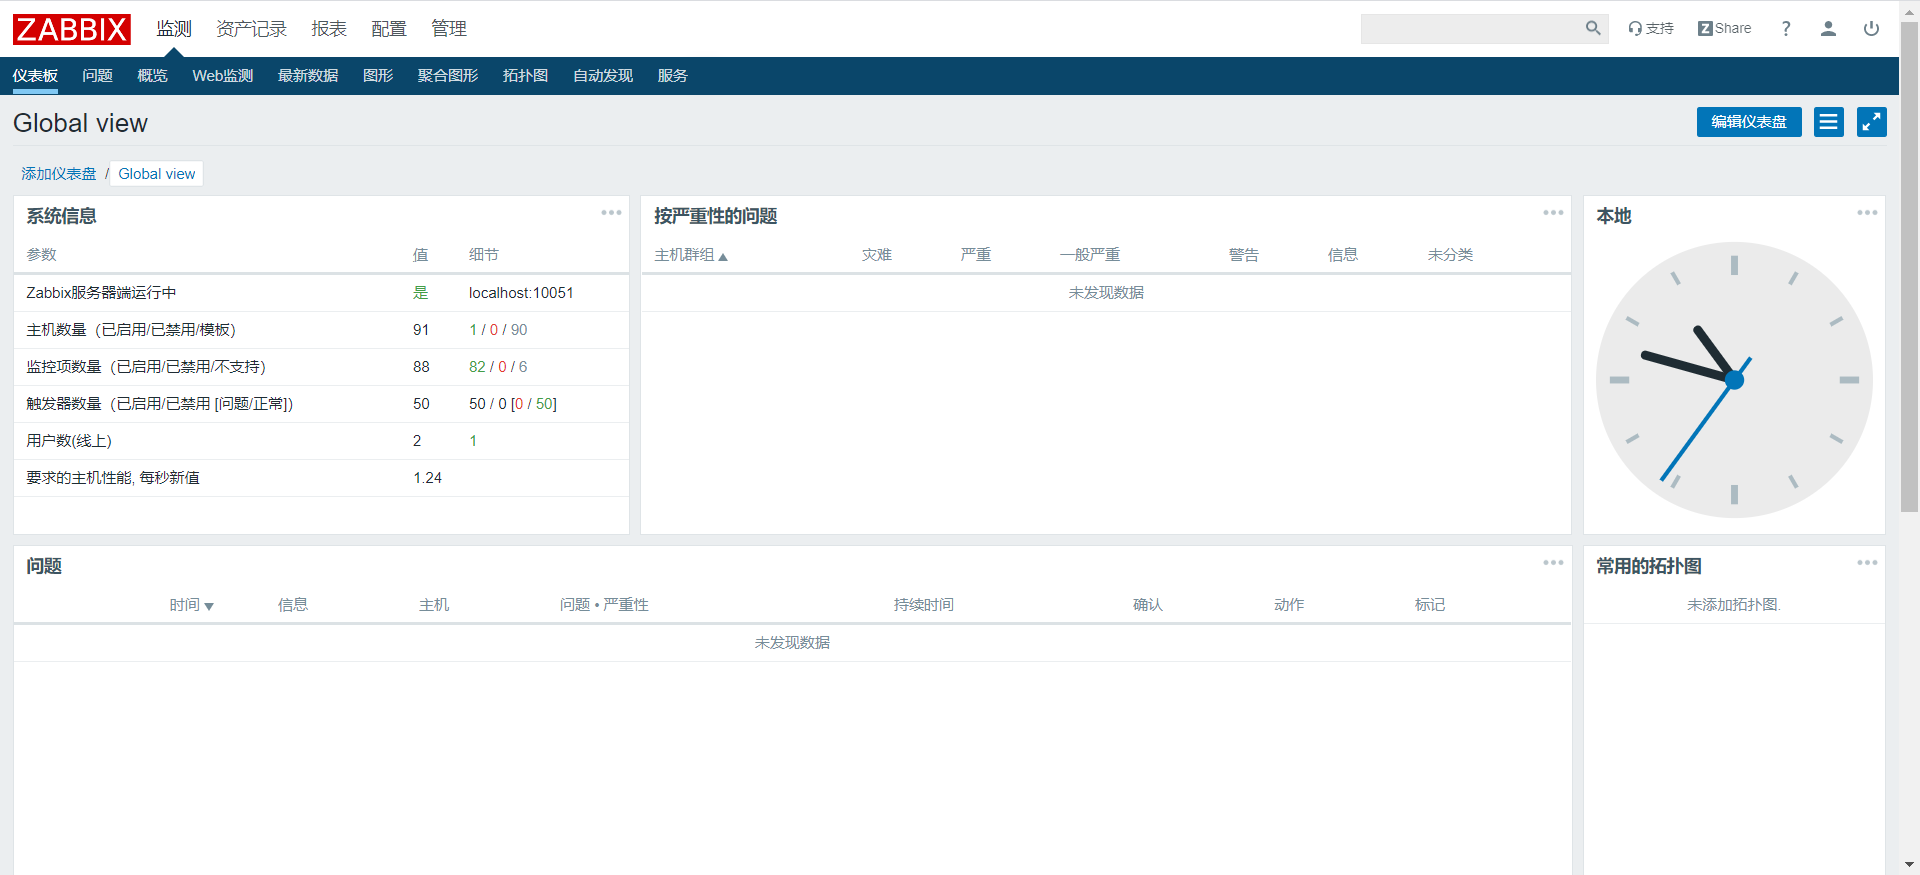 ZABBIX 监测 资产记录 报表 配置 管理 支持 Z Share ?
仪表板 问题 概览 Web监测 最新数据 图形 聚合图形 拓扑图 自动发现 服务
Global view 编辑仪表盘
添加仪表盘 / Global view
系统信息
参数 值 细节
Zabbix服务器端运行中 是 localhost:10051
主机数量（已启用/已禁用/模板） 91 1 / 0 / 90
监控项数量（已启用/已禁用/不支持） 88 82 / 0 / 6
触发器数量（已启用/已禁用 [问题/正常]） 50 50 / 0 [0 / 50]
用户数(线上) 2 1
要求的主机性能, 每秒新值 1.24
按严重性的问题
主机群组▲ 灾难 严重 一般严重 警告 信息 未分类
未发现数据
本地
问题
时间▼ 信息 主机 问题 • 严重性 持续时间 确认 动作 标记
未发现数据
常用的拓扑图
未添加拓扑图.